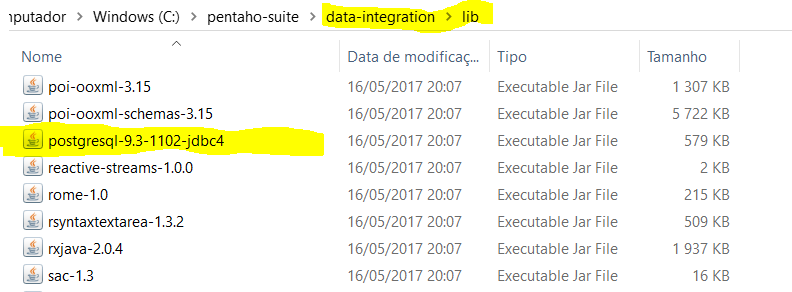 mputador > Windows (C:) > pentaho-suite > data-integration > lib
Nome Data de modificaç... Tipo Tamanho
poi-ooxml-3.15 16/05/2017 20:07 Executable Jar File 1 307 KB
poi-ooxml-schemas-3.15 16/05/2017 20:07 Executable Jar File 5 722 KB
postgresql-9.3-1102-jdbc4 16/05/2017 20:07 Executable Jar File 579 KB
reactive-streams-1.0.0 16/05/2017 20:07 Executable Jar File 2 KB
rome-1.0 16/05/2017 20:07 Executable Jar File 215 KB
rsyntaxtextarea-1.3.2 16/05/2017 20:07 Executable Jar File 509 KB
rxjava-2.0.4 16/05/2017 20:07 Executable Jar File 1 937 KB
sac-1.3 16/05/2017 20:07 Executable Jar File 16 KB